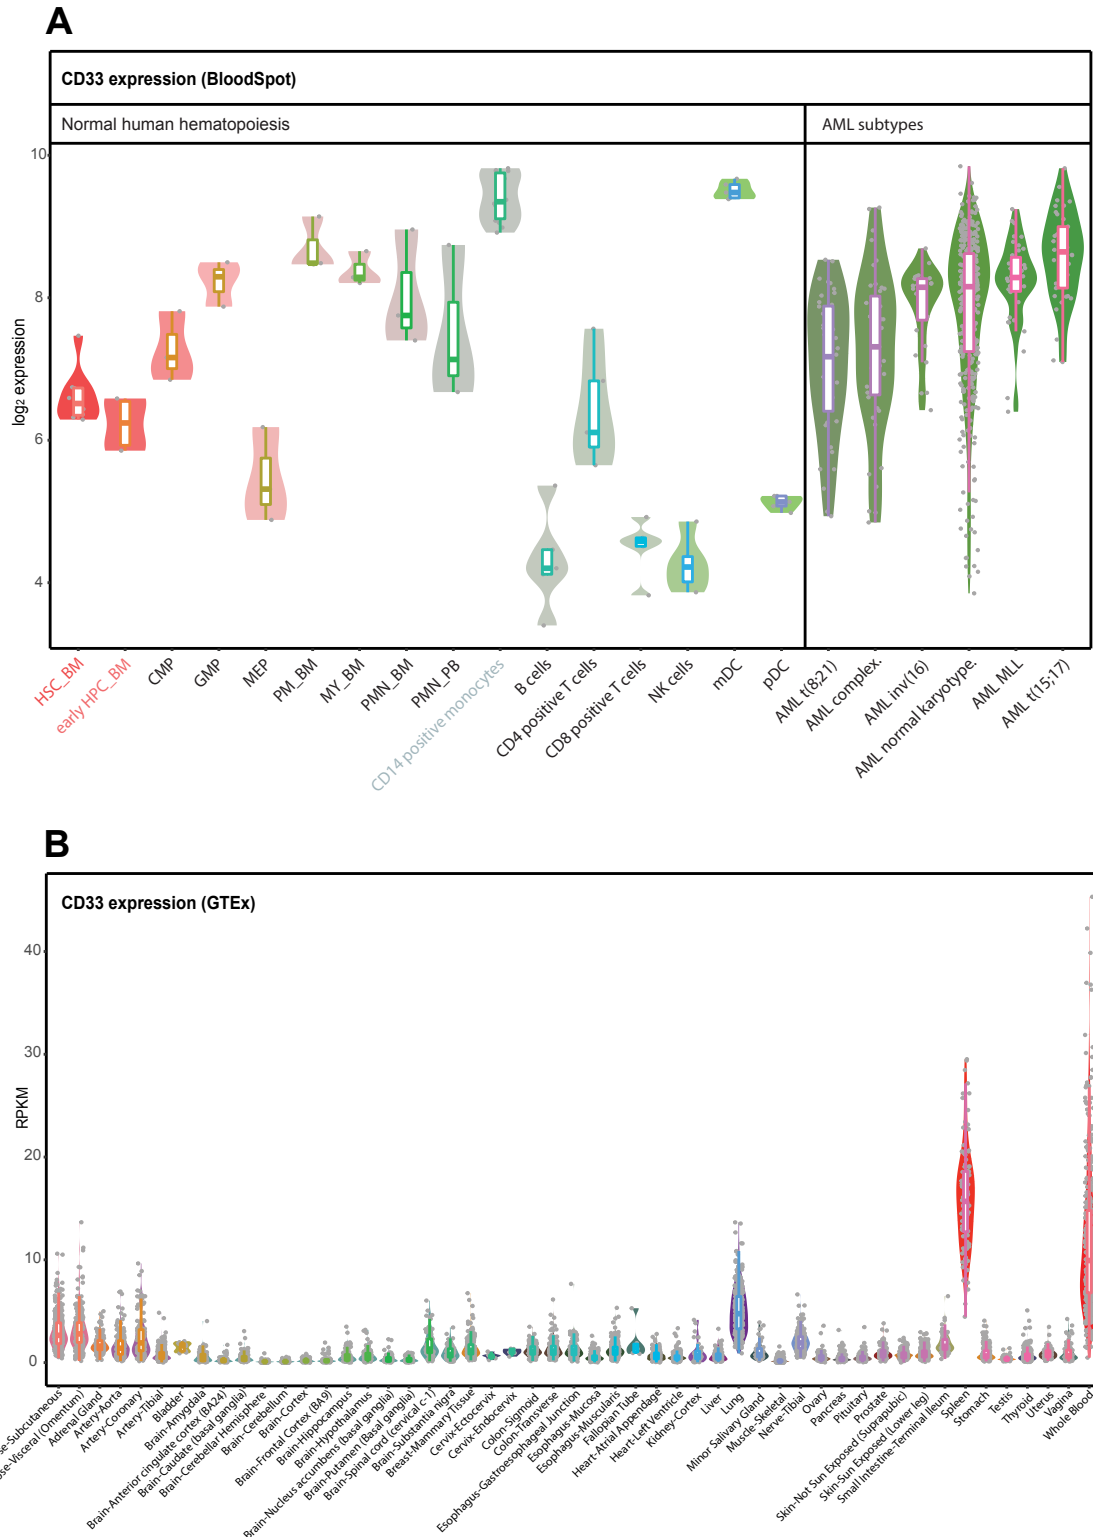 A
CD33 expression (BloodSpot)
Normal human hematopoiesis
AML subtypes
10
8
6
4
log2 expression
HSC_BM
early HPC_BM
CMP
GMP
MEP
PM_BM
MY_BM
PMN_BM
PMN_PB
CD14 positive monocytes
B cells
CD4 positive T cells
CD8 positive T cells
NK cells
mDC
pDC
AML t(8;21)
AML complex.
AML inv(16)
AML normal karyotype.
AML MLL
AML t(15;17)
B
CD33 expression (GTEx)
40
30
20
10
0
RPKM
se-Subcutaneous
ose-Visceral (Omentum)
Adrenal Gland
Artery-Aorta
Artery-Coronary
Artery-Tibial
Bladder
Brain-Amygdala
Brain-Anterior cingulate cortex (BA24)
Brain-Caudate (basal ganglia)
Brain-Cerebellar Hemisphere
Brain-Cerebellum
Brain-Cortex
Brain-Frontal Cortex (BA9)
Brain-Hippocampus
Brain-Hypothalamus
Brain-Nucleus accumbens (basal ganglia)
Brain-Putamen (Basal ganglia)
Brain-Spinal cord (cervical c-1)
Brain-Substantia nigra
Breast-Mammary Tissue
Cervix-Ectocervix
Cervix-Endocervix
Colon-Sigmoid
Colon-Transverse
Esophagus-Gastroesophageal Junction
Esophagus-Mucosa
Esophagus-Muscularis
Fallopian Tube
Heart-Atrial Appendage
Heart-Left Ventricle
Kidney-Cortex
Liver
Lung
Minor Salivary Gland
Muscle-Skeletal
Nerve-Tibial
Ovary
Pancreas
Pituitary
Prostate
Skin-Not Sun Exposed (Suprapubic)
Skin-Sun Exposed (Lower leg)
Small Intestine-Terminal Ileum
Spleen
Stomach
Testis
Thyroid
Uterus
Vagina
Whole Blood